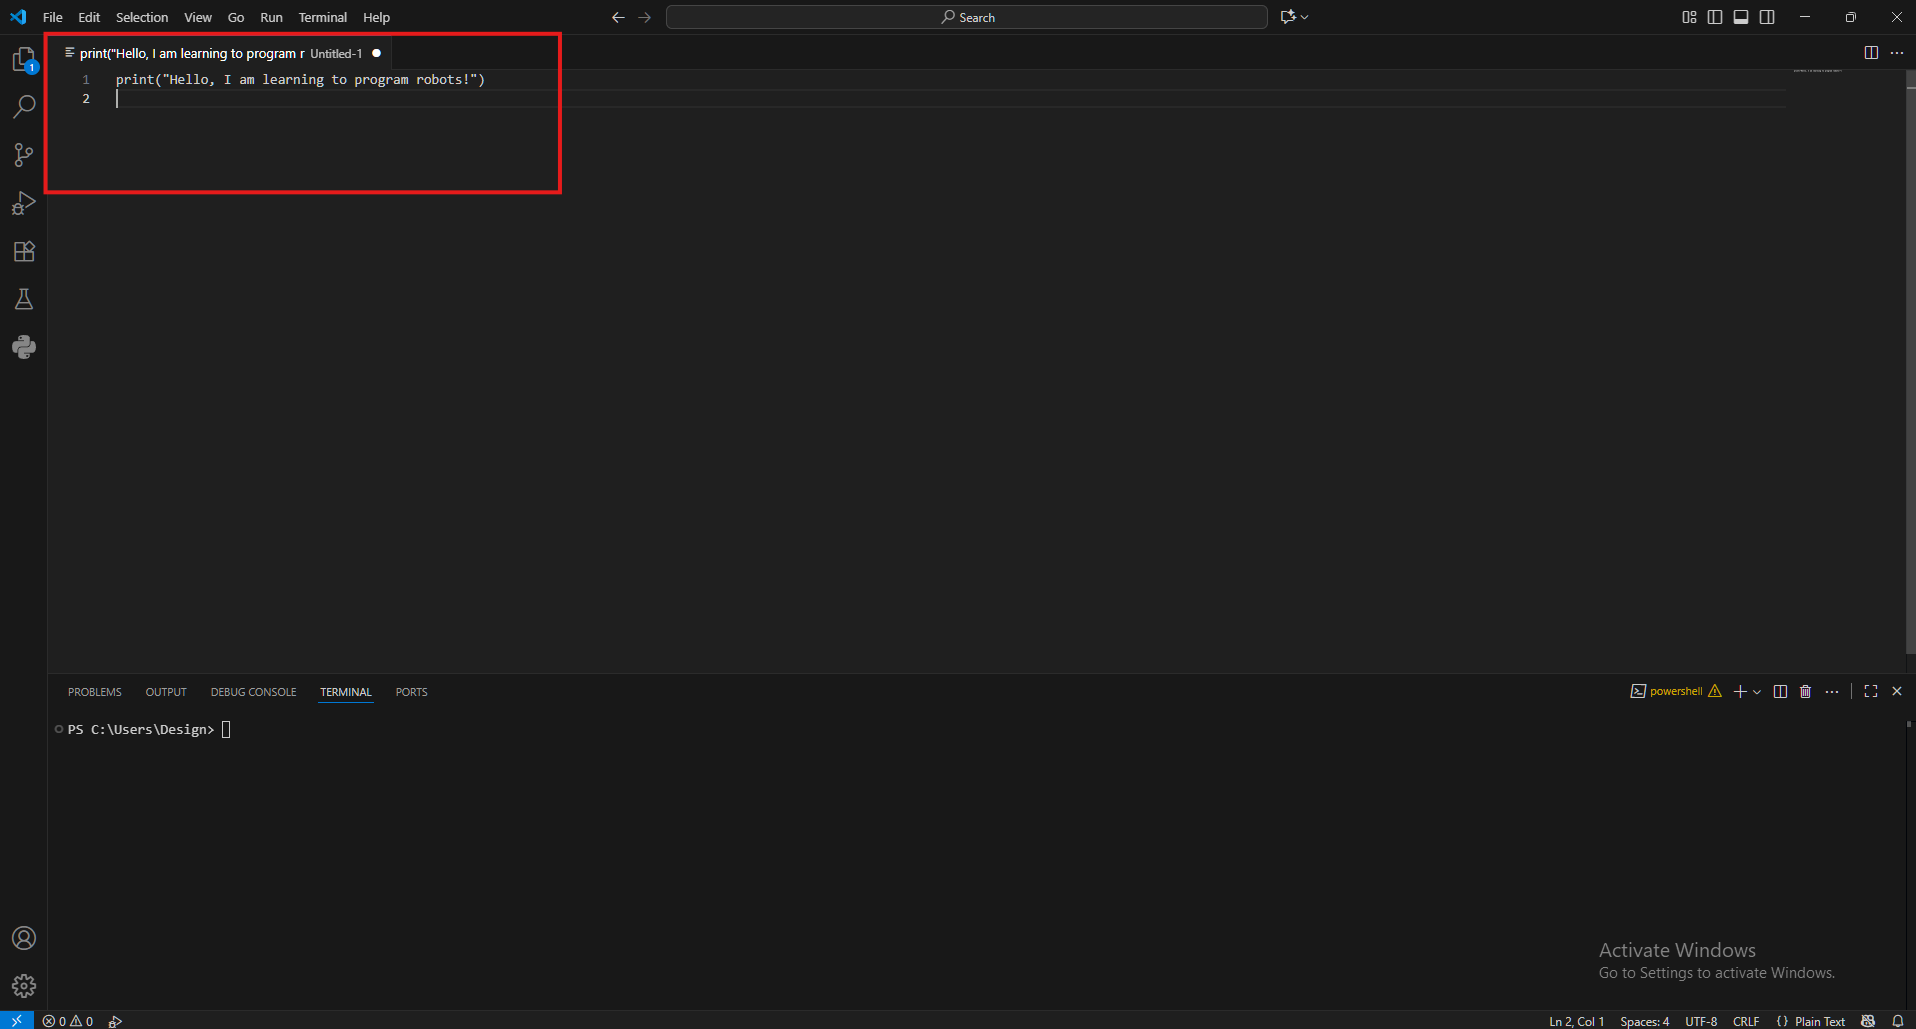 File Edit Selection View Go Run Terminal Help
Search
print("Hello, I am learning to program r Untitled-1
1 print("Hello, I am learning to program robots!")
2
1
PROBLEMS OUTPUT DEBUG CONSOLE TERMINAL PORTS
powershell
PS C:\Users\Design>
Activate Windows
Go to Settings to activate Windows.
0 0
Ln 2, Col 1 Spaces: 4 UTF-8 CRLF {} Plain Text